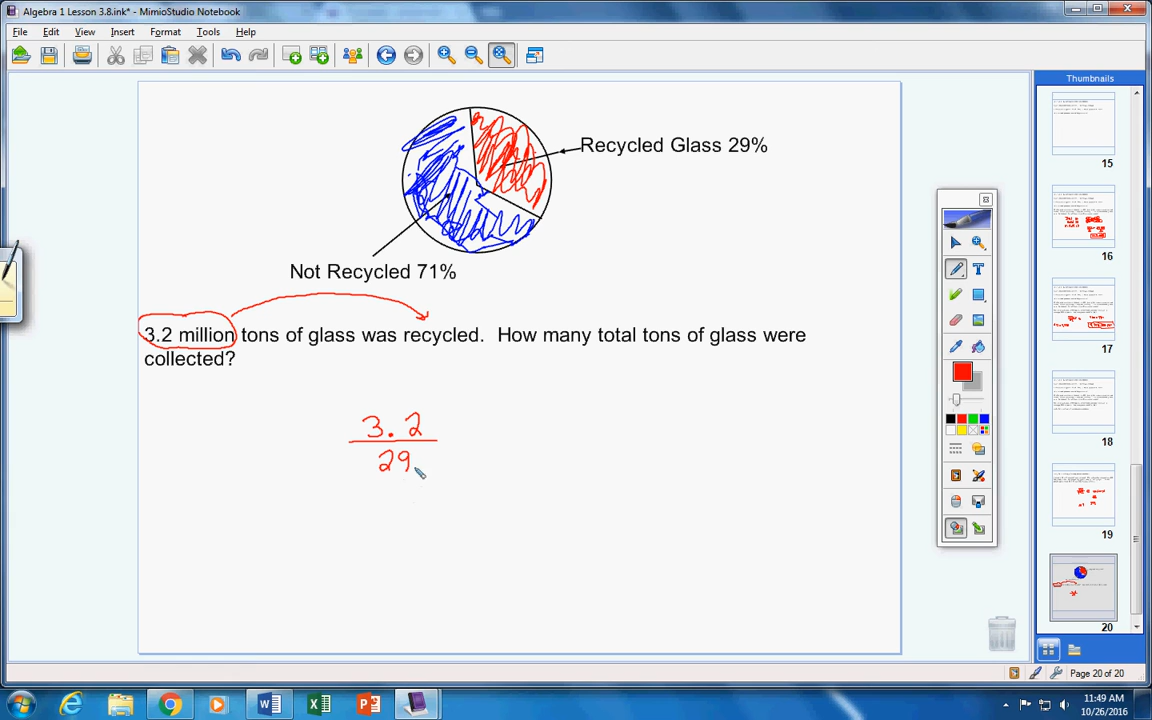 Algebra 1 Lesson 3.8.ink* - MimioStudio Notebook
File Edit View Insert Format Tools Help
Thumbnails
Recycled Glass 29%
Not Recycled 71%
3.2 million tons of glass was recycled. How many total tons of glass were
collected?
3.2
29
T
15
16
17
18
19
20
Page 20 of 20
11:49 AM
10/26/2016